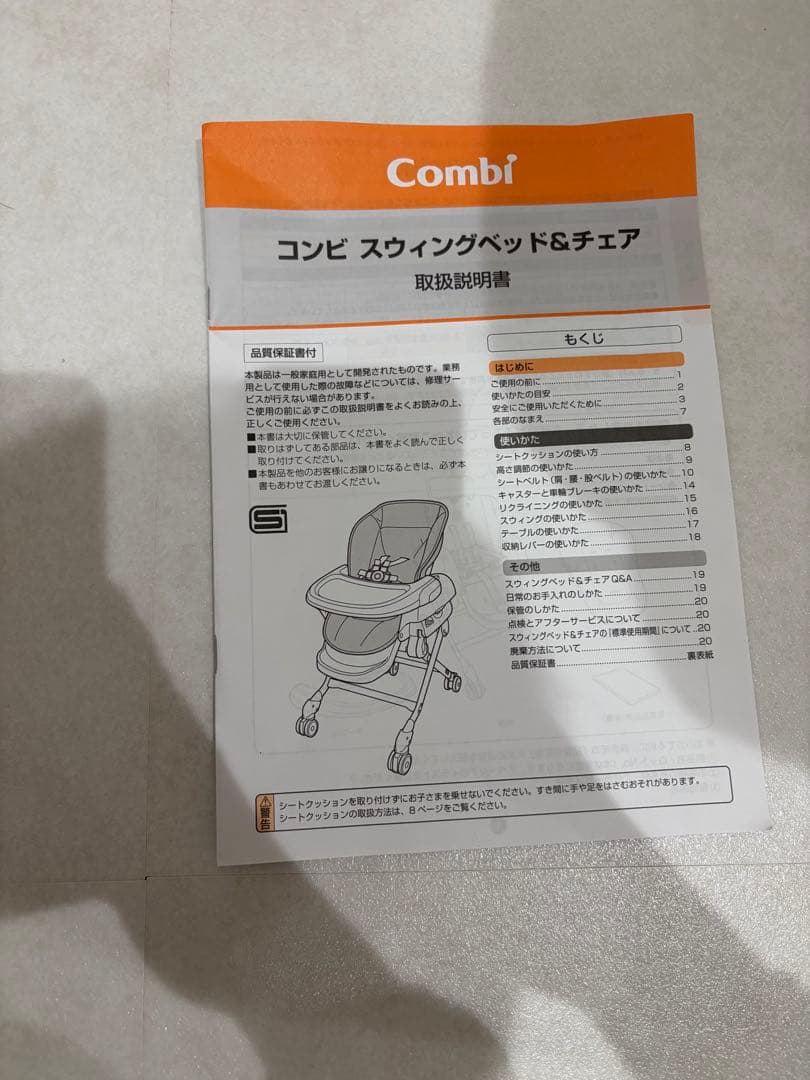 Combi
コンビ スウィングベッド&チェア
取扱説明書
品質保証書付
本製品は一般家庭用として開発されたものです。業務
用として使用した際の故障などについては、修理サー
ビスが行えない場合があります。
ご使用の前に必ずこの取扱説明書をよくお読みの上、
正しくご使用ください。
■本書は大切に保管してください。
■取りはずしてある部品は、本書をよく読んで正しく
取り付けてください。
■本製品を他のお客様にお譲りになるときは、必ず本
書もあわせてお渡しください。
もくじ
はじめに
ご使用の前に 1
使いかたの目安 2
安全にご使用いただくために 3
各部のなまえ 7
使いかた
シートクッションの使い方 8
高さ調節の使いかた 9
シートベルト(肩・腰・股ベルト)の使いかた 10
キャスターと車輪ブレーキの使いかた 14
リクライニングの使いかた 15
スウィングの使いかた 16
テーブルの使いかた 17
収納レバーの使いかた 18
その他
スウィングベッド&チェアQ&A 19
日常のお手入れのしかた 19
保管のしかた 20
点検とアフターサービスについて 20
スウィングベッド&チェアの「標準使用期間」について 20
廃棄方法について 20
品質保証書 裏表紙
警告
シートクッションを取り付けずにお子さまを乗せないでください。すき間に手や足をはさむおそれがあります。
シートクッションの取扱方法は、8ページをご覧ください。